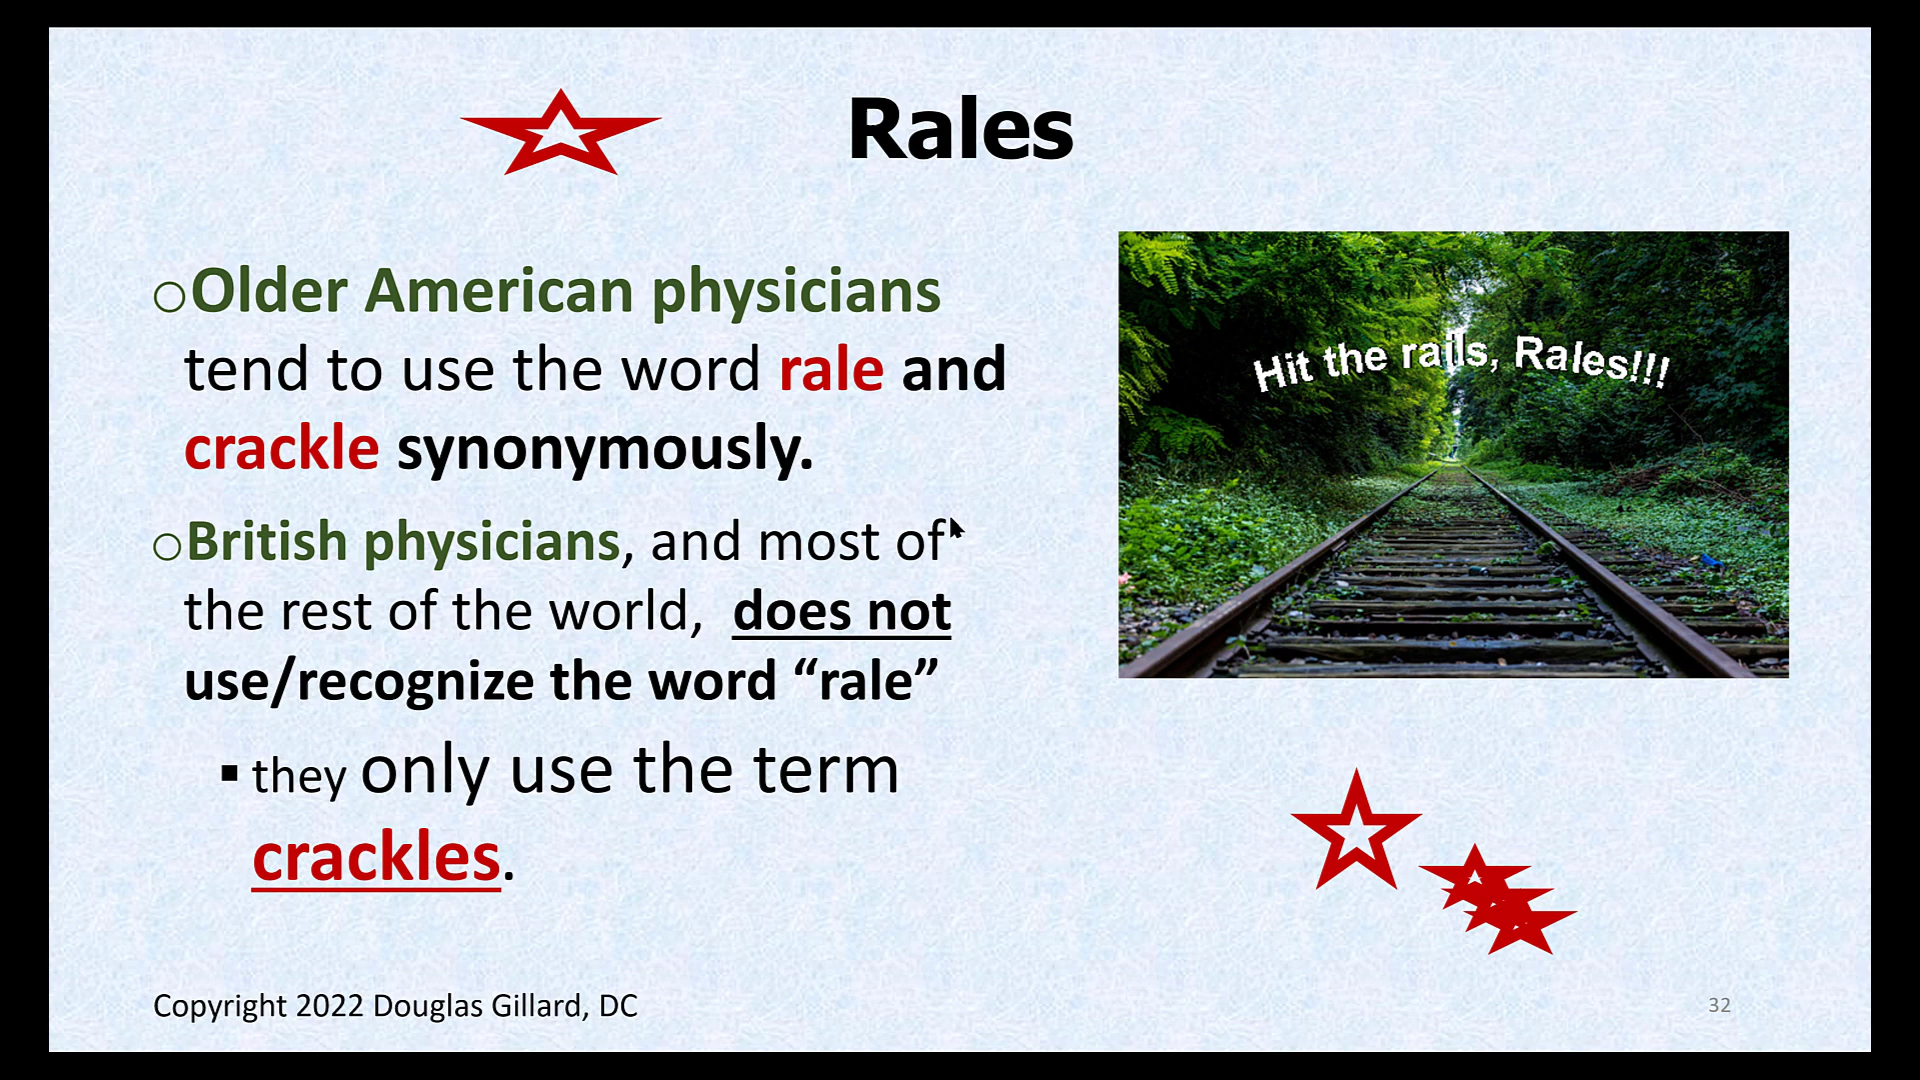 Rales
Older American physicians
tend to use the word rale and
crackle synonymously.
British physicians, and most of
the rest of the world, does not
use/recognize the word “rale”
they only use the term
crackles.
Hit the rails, Rales!!!
Copyright 2022 Douglas Gillard, DC
32